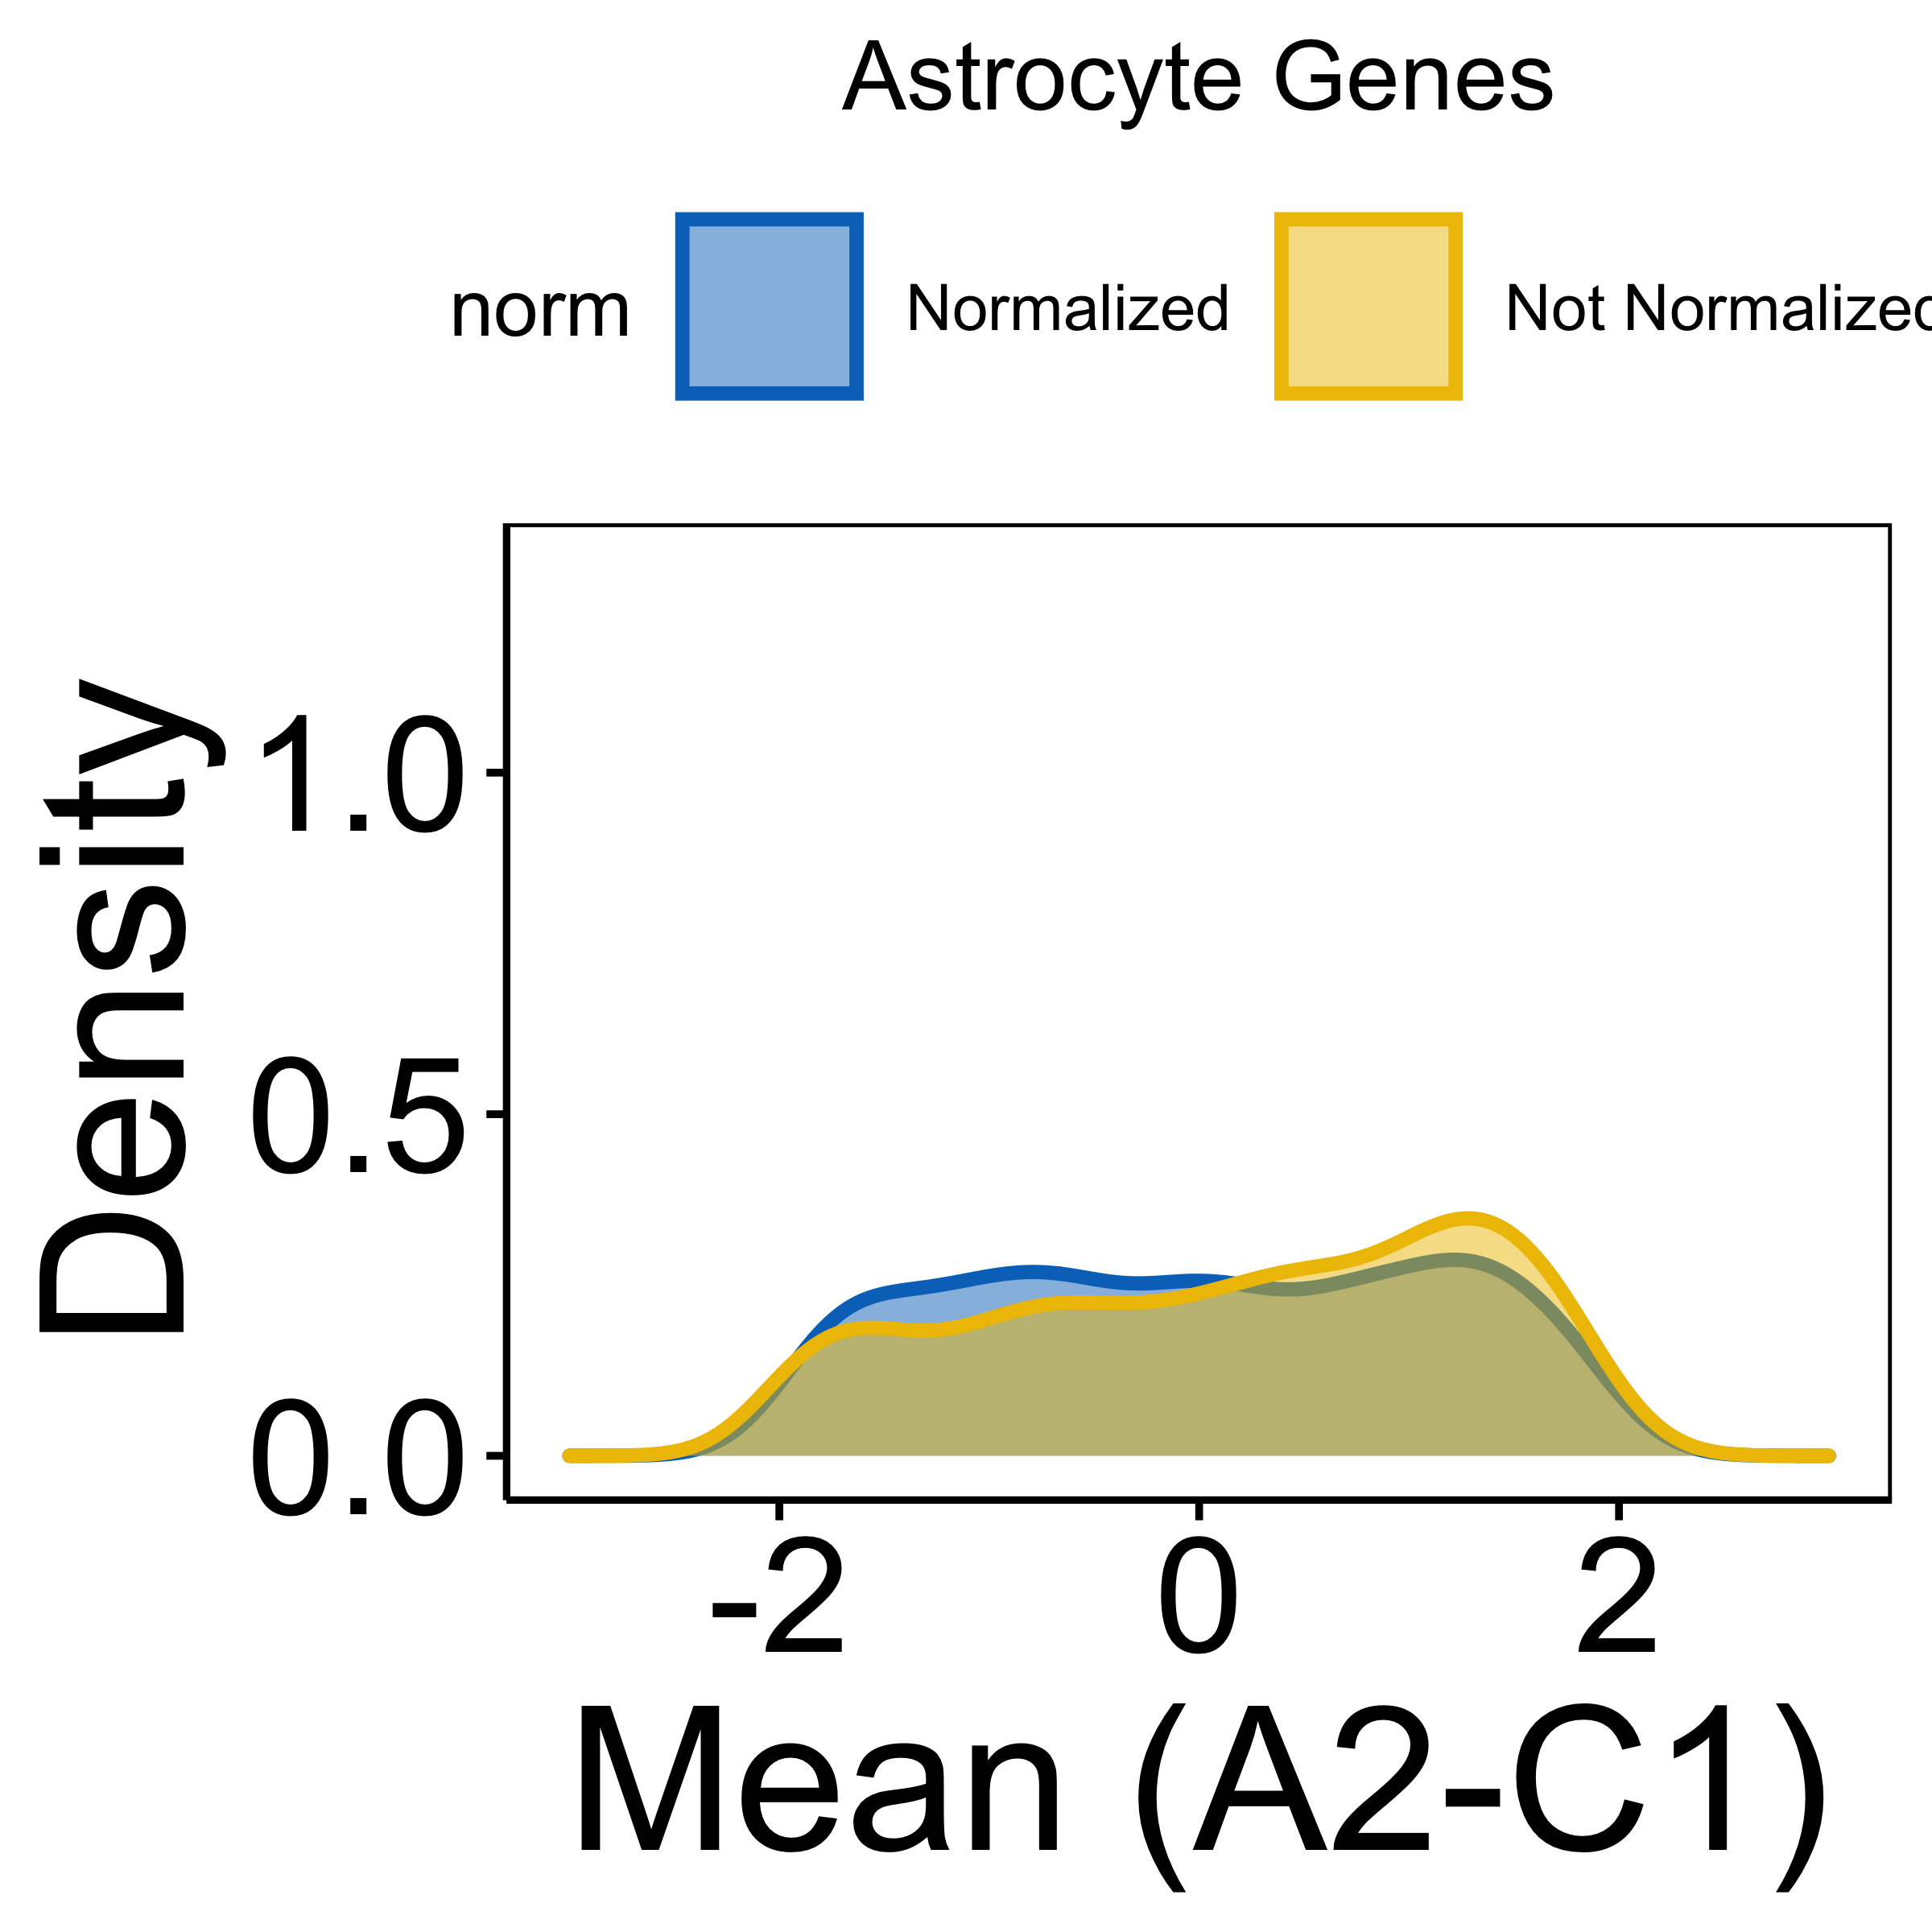 Astrocyte Genes
norm Normalized Not Normalized
Density
1.0
0.5
0.0
-2 0 2
Mean (A2-C1)